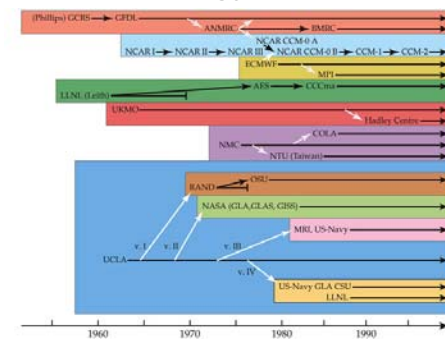 (Phillips) GCRS GFDL
ANMRC BMRC
NCAR CCM-0 A
NCAR I NCAR II NCAR III NCAR CCM-0 B CCM-1 CCM-2
ECMWF
MPI
AES CCCma
LLNL (Leith)
UKMO
Hadley Centre
COLA
NMC
NTU (Taiwan)
OSU
RAND
NASA (GLA,GLAS, GISS)
MRI, US-Navy
v. I v. II v. III
UCLA
v. IV
US-Navy GLA CSU
LLNL
1960 1970 1980 1990